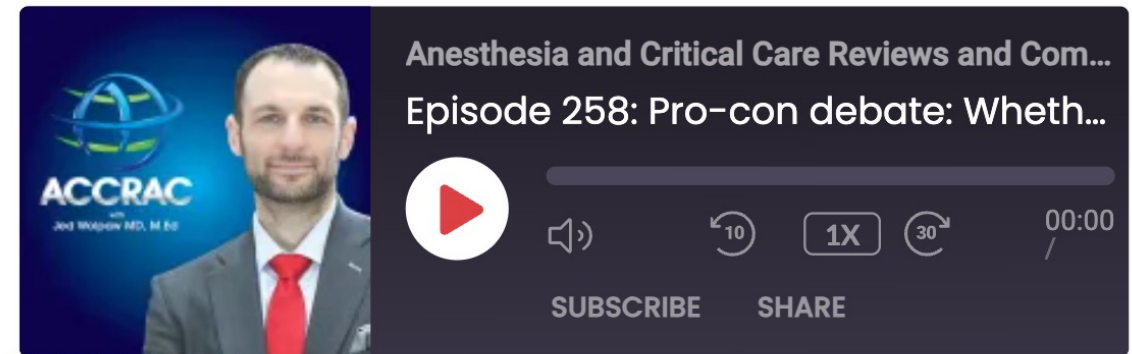 ACCRAC
with
Jed Wolpaw MD, M.Ed
Anesthesia and Critical Care Reviews and Com...
Episode 258: Pro-con debate: Wheth...
10
1X
30
00:00
/
SUBSCRIBE SHARE